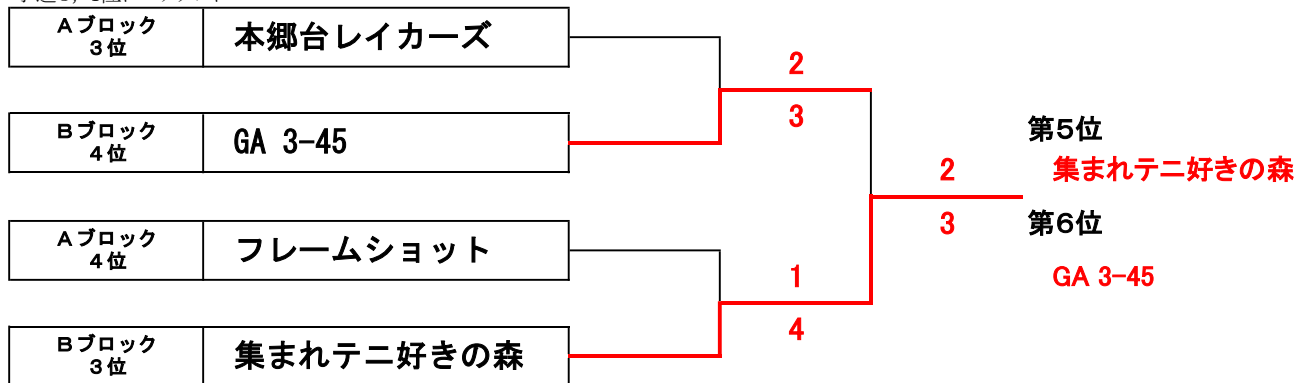 Aブロック
3位
本郷台レイカーズ
2
3
Bブロック
4位
GA 3-45
第5位
集まれテニ好きの森
2
3
第6位
GA 3-45
Aブロック
4位
フレームショット
1
4
Bブロック
3位
集まれテニ好きの森